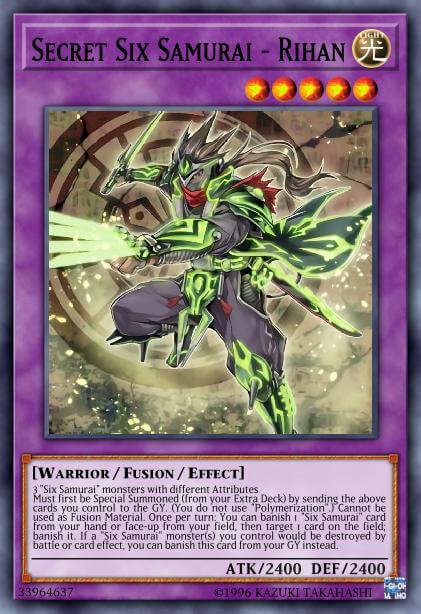 Secret Six Samurai - Rihan
LIGHT
光
[Warrior / Fusion / Effect]
3 "Six Samurai" monsters with different Attributes
Must first be Special Summoned (from your Extra Deck) by sending the above
cards you control to the GY. (You do not use "Polymerization".) Cannot be
used as Fusion Material. Once per turn: You can banish 1 "Six Samurai" card
from your hand or face-up from your field, then target 1 card on the field;
banish it. If a "Six Samurai" monster(s) you control would be destroyed by
battle or card effect, you can banish this card from your GY instead.
ATK/2400 DEF/2400
33964637
©1996 KAZUKI TAKAHASHI